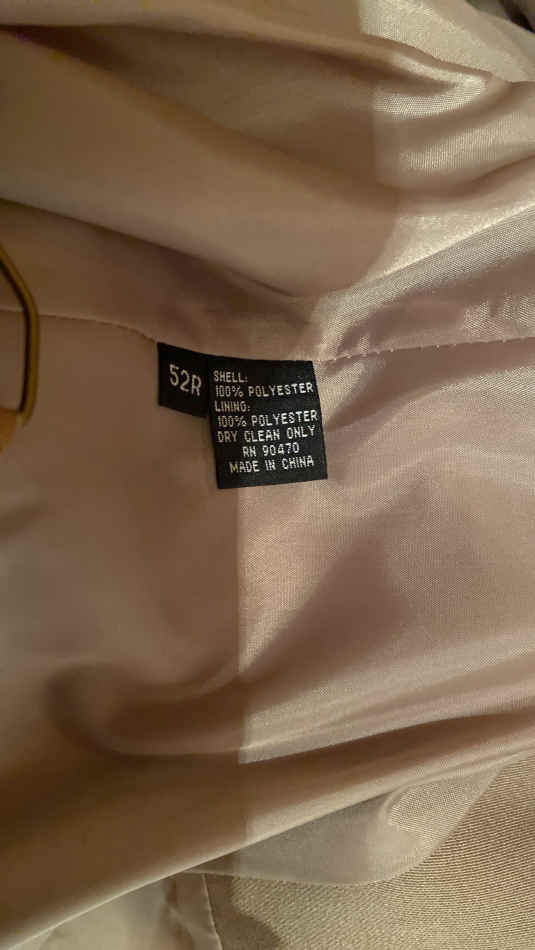 52R
SHELL:
100% POLYESTER
LINING:
100% POLYESTER
DRY CLEAN ONLY
RN 90470
MADE IN CHINA